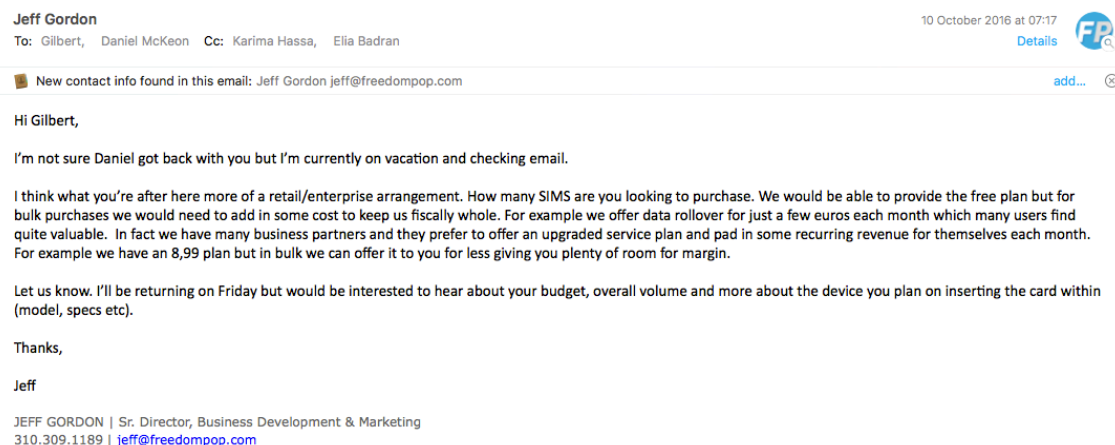 Jeff Gordon
10 October 2016 at 07:17
To: Gilbert, Daniel McKeon Cc: Karima Hassa, Elia Badran
Details
FP
New contact info found in this email: Jeff Gordon jeff@freedompop.com
add...
Hi Gilbert,
I'm not sure Daniel got back with you but I'm currently on vacation and checking email.
I think what you're after here more of a retail/enterprise arrangement. How many SIMS are you looking to purchase. We would be able to provide the free plan but for
bulk purchases we would need to add in some cost to keep us fiscally whole. For example we offer data rollover for just a few euros each month which many users find
quite valuable. In fact we have many business partners and they prefer to offer an upgraded service plan and pad in some recurring revenue for themselves each month.
For example we have an 8,99 plan but in bulk we can offer it to you for less giving you plenty of room for margin.
Let us know. I'll be returning on Friday but would be interested to hear about your budget, overall volume and more about the device you plan on inserting the card within
(model, specs etc).
Thanks,
Jeff
JEFF GORDON | Sr. Director, Business Development & Marketing
310.309.1189 | jeff@freedompop.com